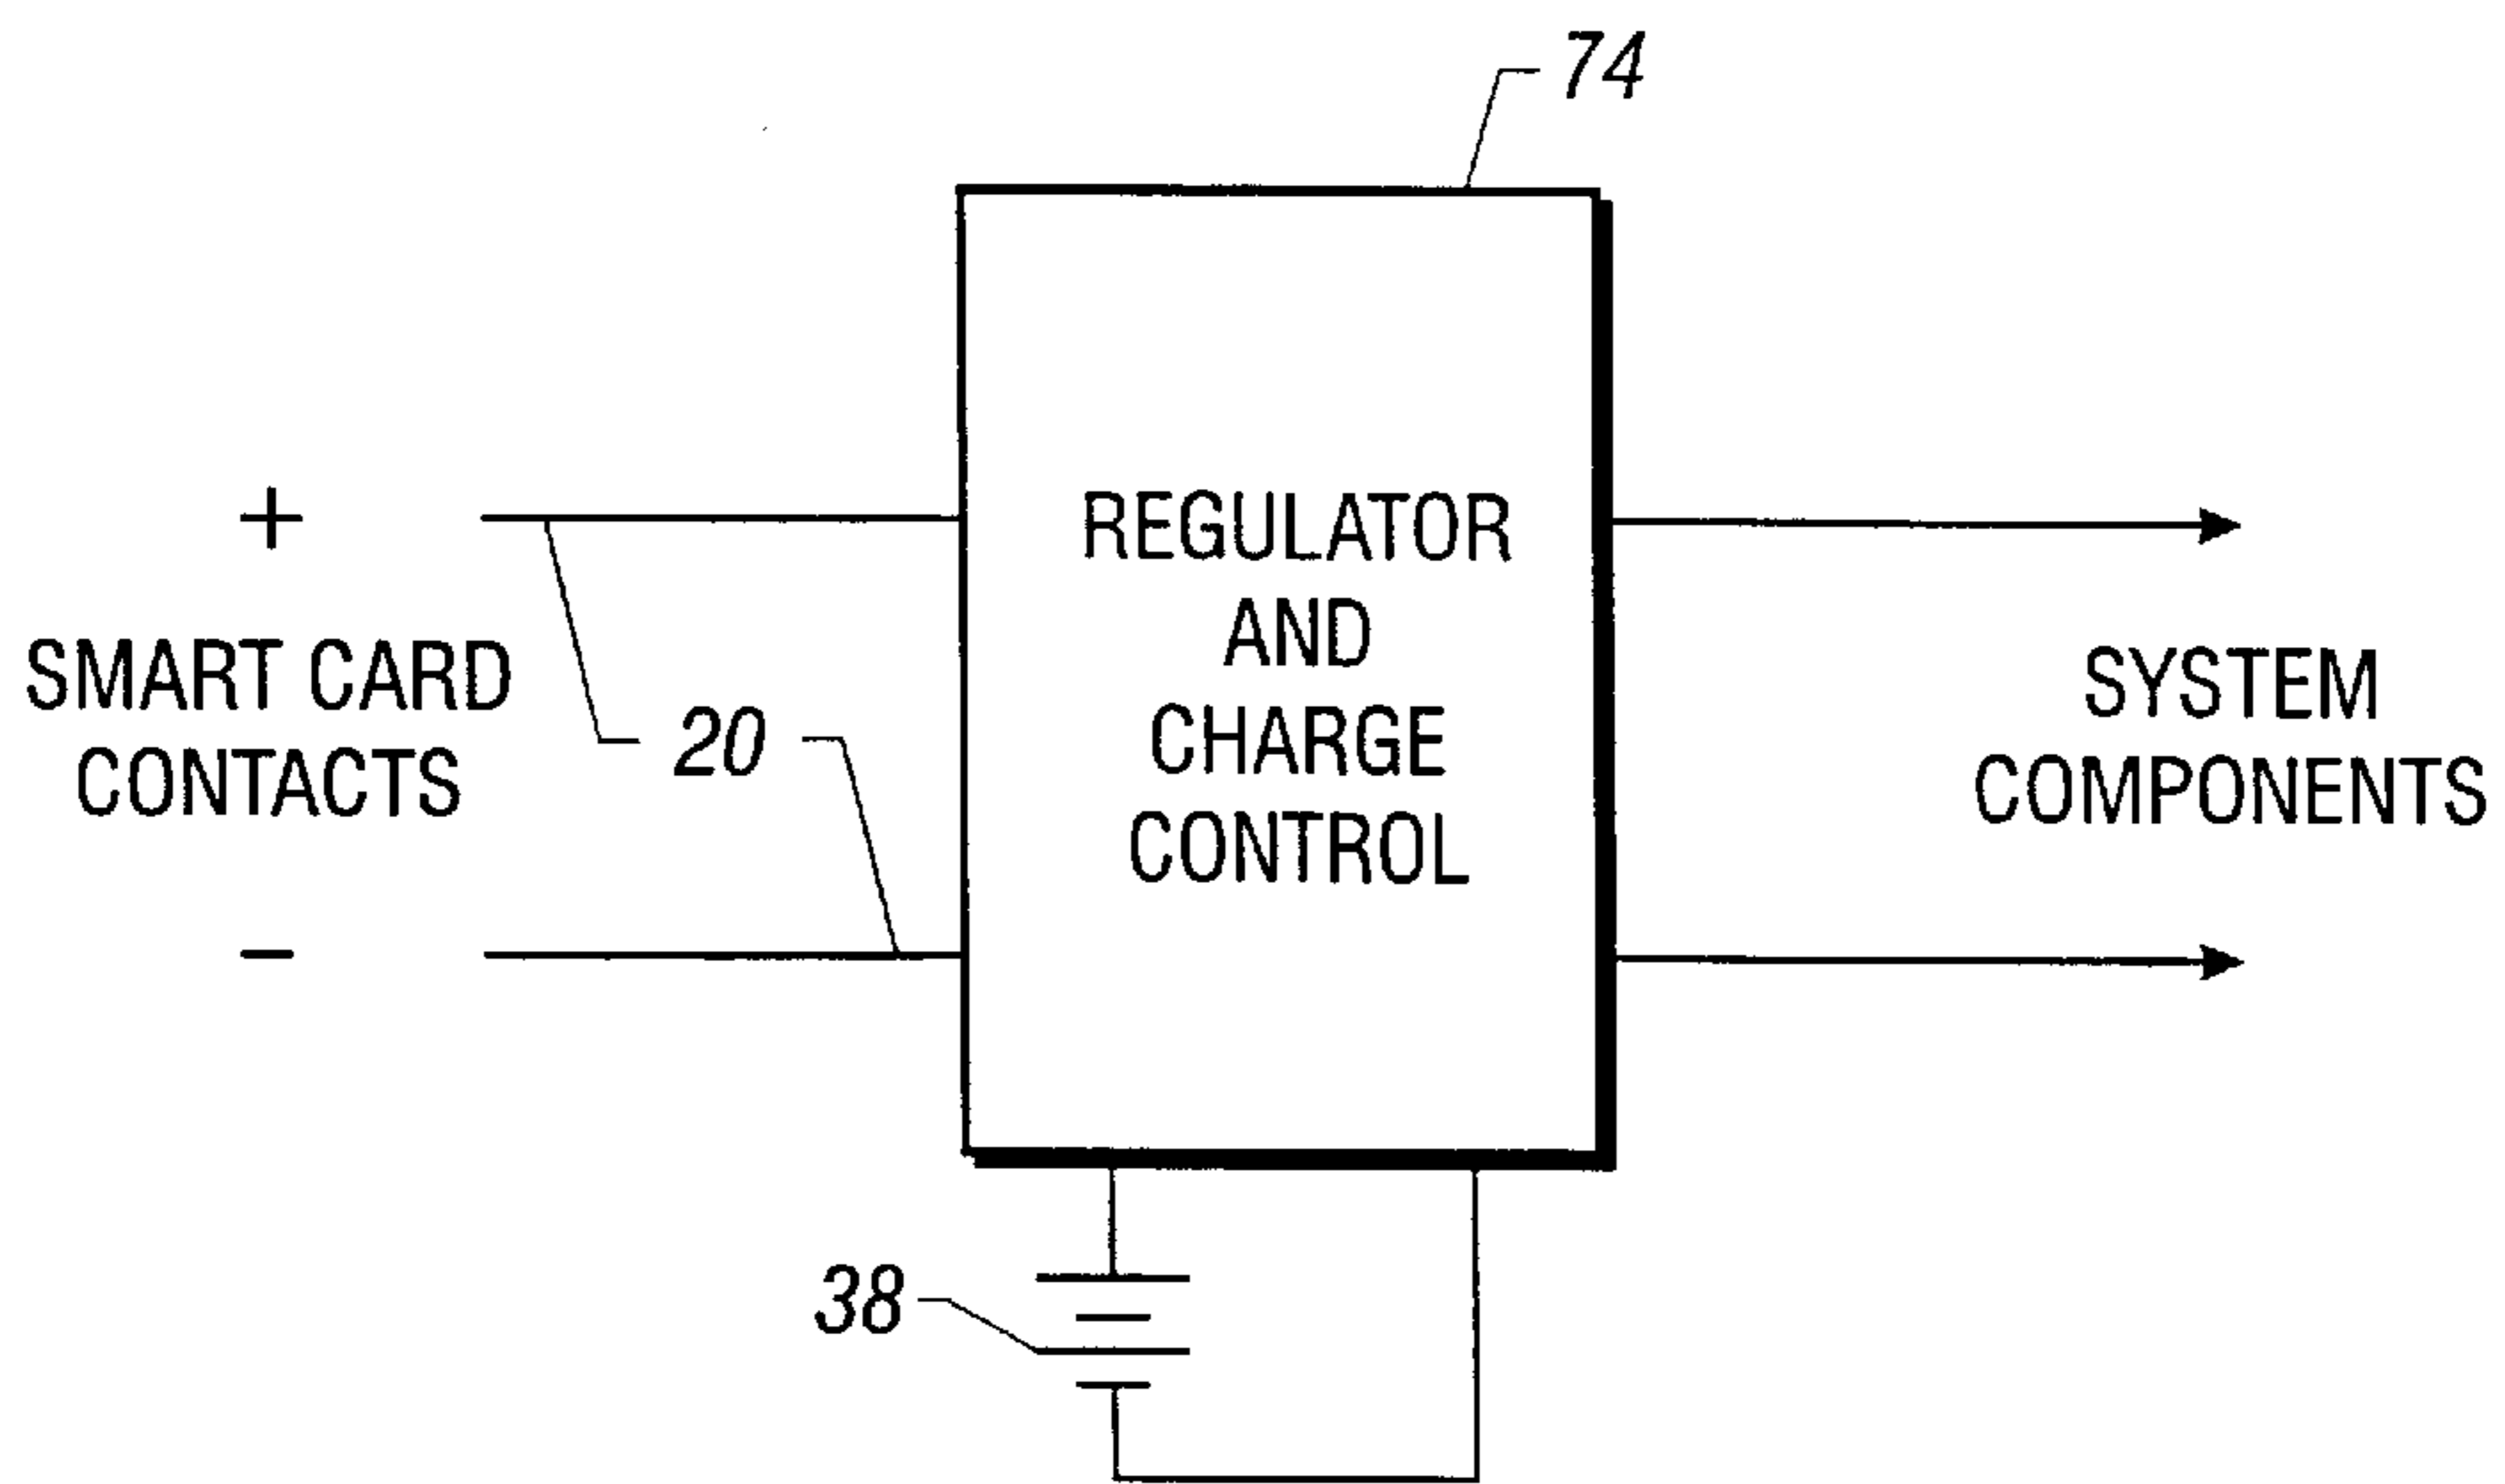 74
+
REGULATOR
AND
CHARGE
CONTROL
SMART CARD
CONTACTS
20
SYSTEM
COMPONENTS
−
38